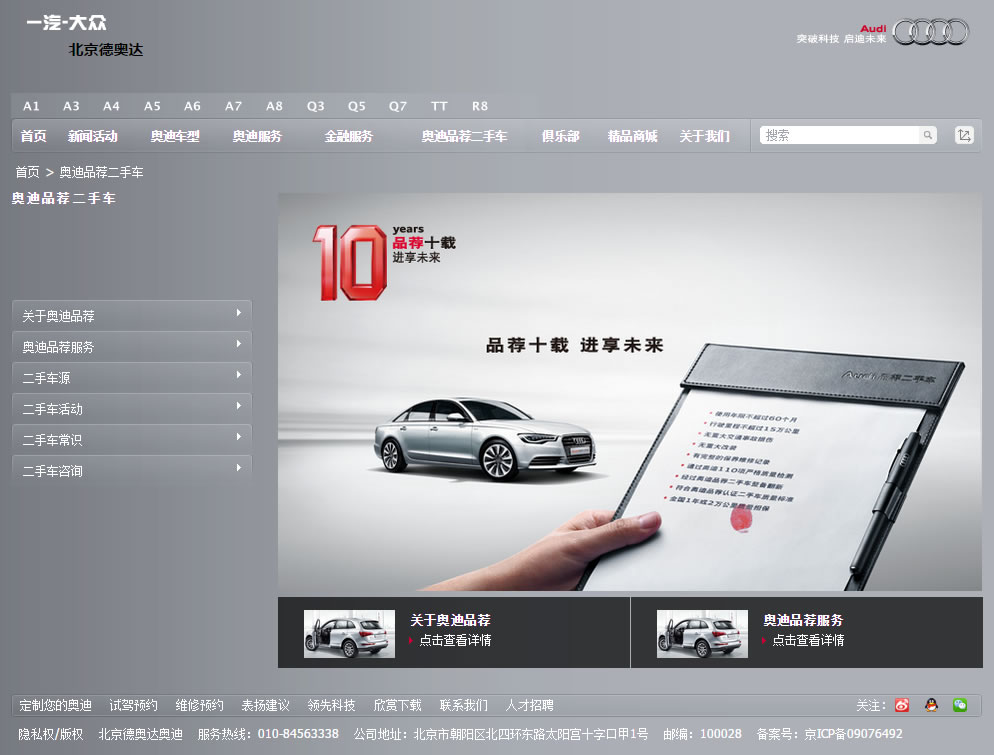 一汽-大众
北京德奥达
Audi
突破科技 启迪未来
A1 A3 A4 A5 A6 A7 A8 Q3 Q5 Q7 TT R8
首页 新闻活动 奥迪车型 奥迪服务 金融服务 奥迪品荐二手车 俱乐部 精品商城 关于我们 搜索
首页 > 奥迪品荐二手车
奥迪品荐二手车
10 years
品荐十载
进享未来
品荐十载 进享未来
Audi 品荐二手车
• 使用年限不超过60个月
• 行驶里程不超过15万公里
• 无重大交通事故损伤
• 无重大改装
• 有完整的保养维修记录
• 通过奥迪110项严格质量检测
• 经过奥迪品荐二手车整备翻新
• 符合奥迪品荐认证二手车质量标准
• 全国1年或2万公里质量担保
关于奥迪品荐
奥迪品荐服务
二手车源
二手车活动
二手车常识
二手车咨询
关于奥迪品荐
点击查看详情
奥迪品荐服务
点击查看详情
定制您的奥迪 试驾预约 维修预约 表扬建议 领先科技 欣赏下载 联系我们 人才招聘 关注:
隐私权/版权 北京德奥达奥迪 服务热线：010-84563338 公司地址：北京市朝阳区北四环东路太阳宫十字口甲1号 邮编：100028 备案号：京ICP备09076492